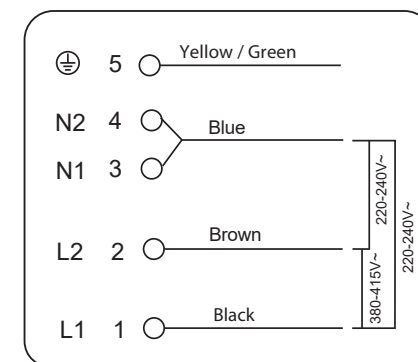 5 Yellow / Green
N2 4
Blue
N1 3
L2 2 Brown
L1 1 Black
220-240V~
380-415V~
220-240V~